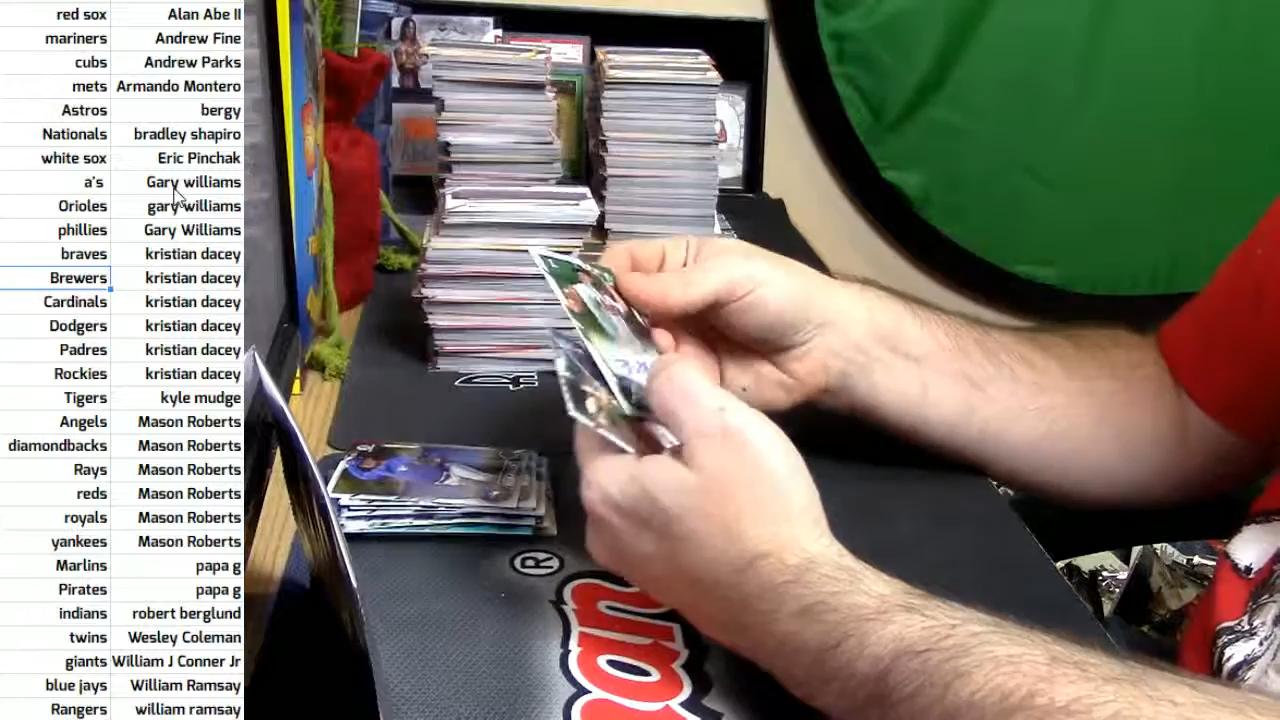 red sox Alan Abe II
mariners Andrew Fine
cubs Andrew Parks
mets Armando Montero
Astros bergy
Nationals bradley shapiro
white sox Eric Pinchak
a's Gary williams
Orioles gary williams
phillies Gary Williams
braves kristian dacey
Brewers kristian dacey
Cardinals kristian dacey
Dodgers kristian dacey
Padres kristian dacey
Rockies kristian dacey
Tigers kyle mudge
Angels Mason Roberts
diamondbacks Mason Roberts
Rays Mason Roberts
reds Mason Roberts
royals Mason Roberts
yankees Mason Roberts
Marlins papa g
Pirates papa g
indians robert berglund
twins Wesley Coleman
giants William J Conner Jr
blue jays William Ramsay
Rangers william ramsay
®
an